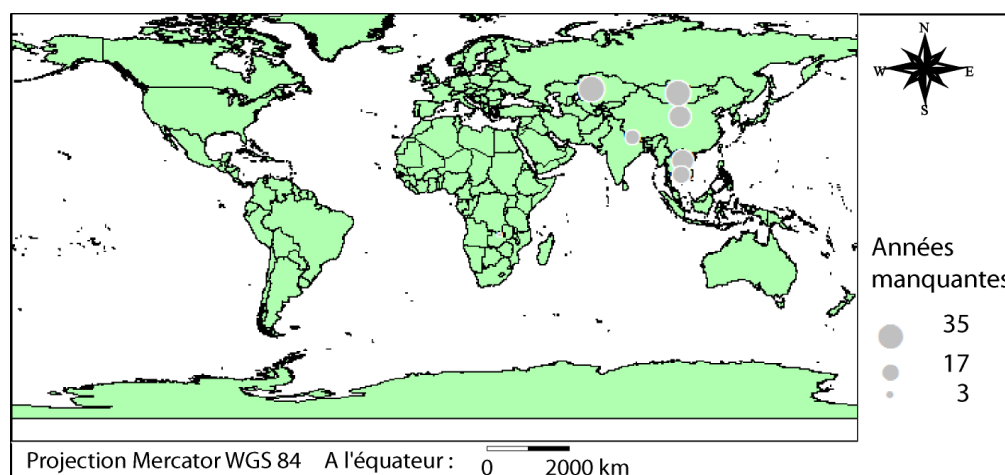 N
W E
S
Années
manquantes
35
17
3
Projection Mercator WGS 84 A l'équateur : 0 2000 km